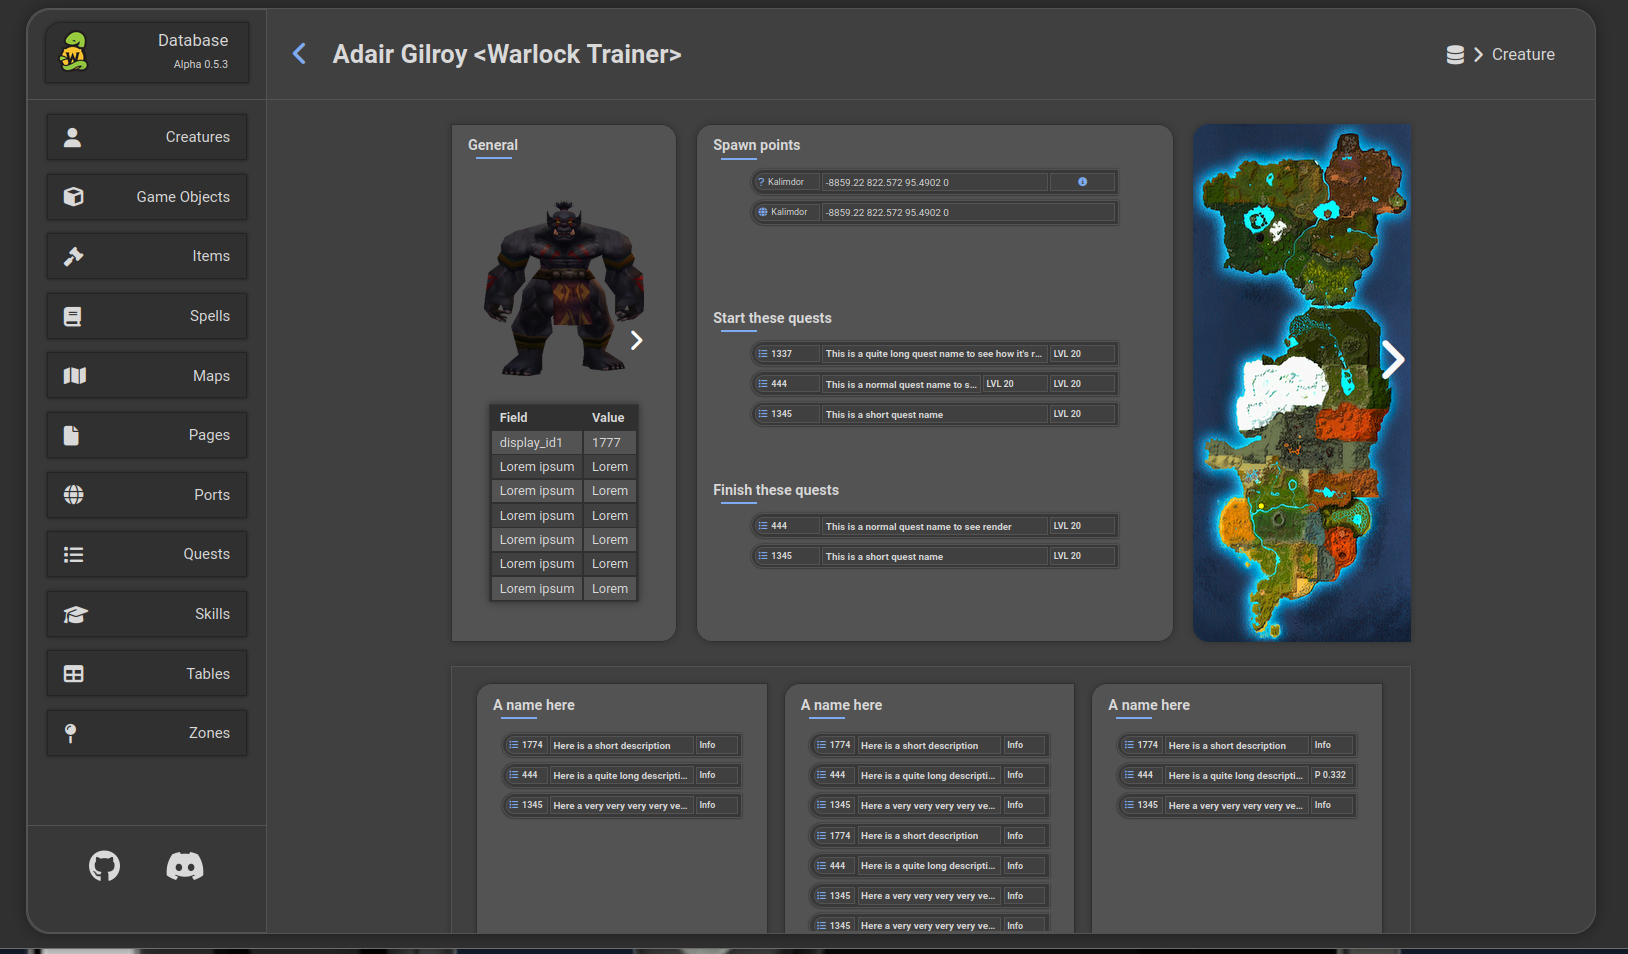 Database
Alpha 0.5.3
W
Creatures
Game Objects
Items
Spells
Maps
Pages
Ports
Quests
Skills
Tables
Zones
Adair Gilroy <Warlock Trainer>
Creature
General
Field Value
display_id1 1777
Lorem ipsum Lorem
Lorem ipsum Lorem
Lorem ipsum Lorem
Lorem ipsum Lorem
Lorem ipsum Lorem
Lorem ipsum Lorem
Spawn points
? Kalimdor -8859.22 822.572 95.4902 0
Kalimdor -8859.22 822.572 95.4902 0
Start these quests
1337 This is a quite long quest name to see how it's r... LVL 20
444 This is a normal quest name to s... LVL 20 LVL 20
1345 This is a short quest name LVL 20
Finish these quests
444 This is a normal quest name to see render LVL 20
1345 This is a short quest name LVL 20
A name here
1774 Here is a short description Info
444 Here is a quite long descripti... Info
1345 Here a very very very very ve... Info
A name here
1774 Here is a short description Info
444 Here is a quite long descripti... Info
1345 Here a very very very very ve... Info
1774 Here is a short description Info
444 Here is a quite long descripti... Info
1345 Here a very very very very ve... Info
1345 Here a very very very very ve... Info
A name here
1774 Here is a short description Info
444 Here is a quite long descripti... P 0.332
1345 Here a very very very very ve... Info